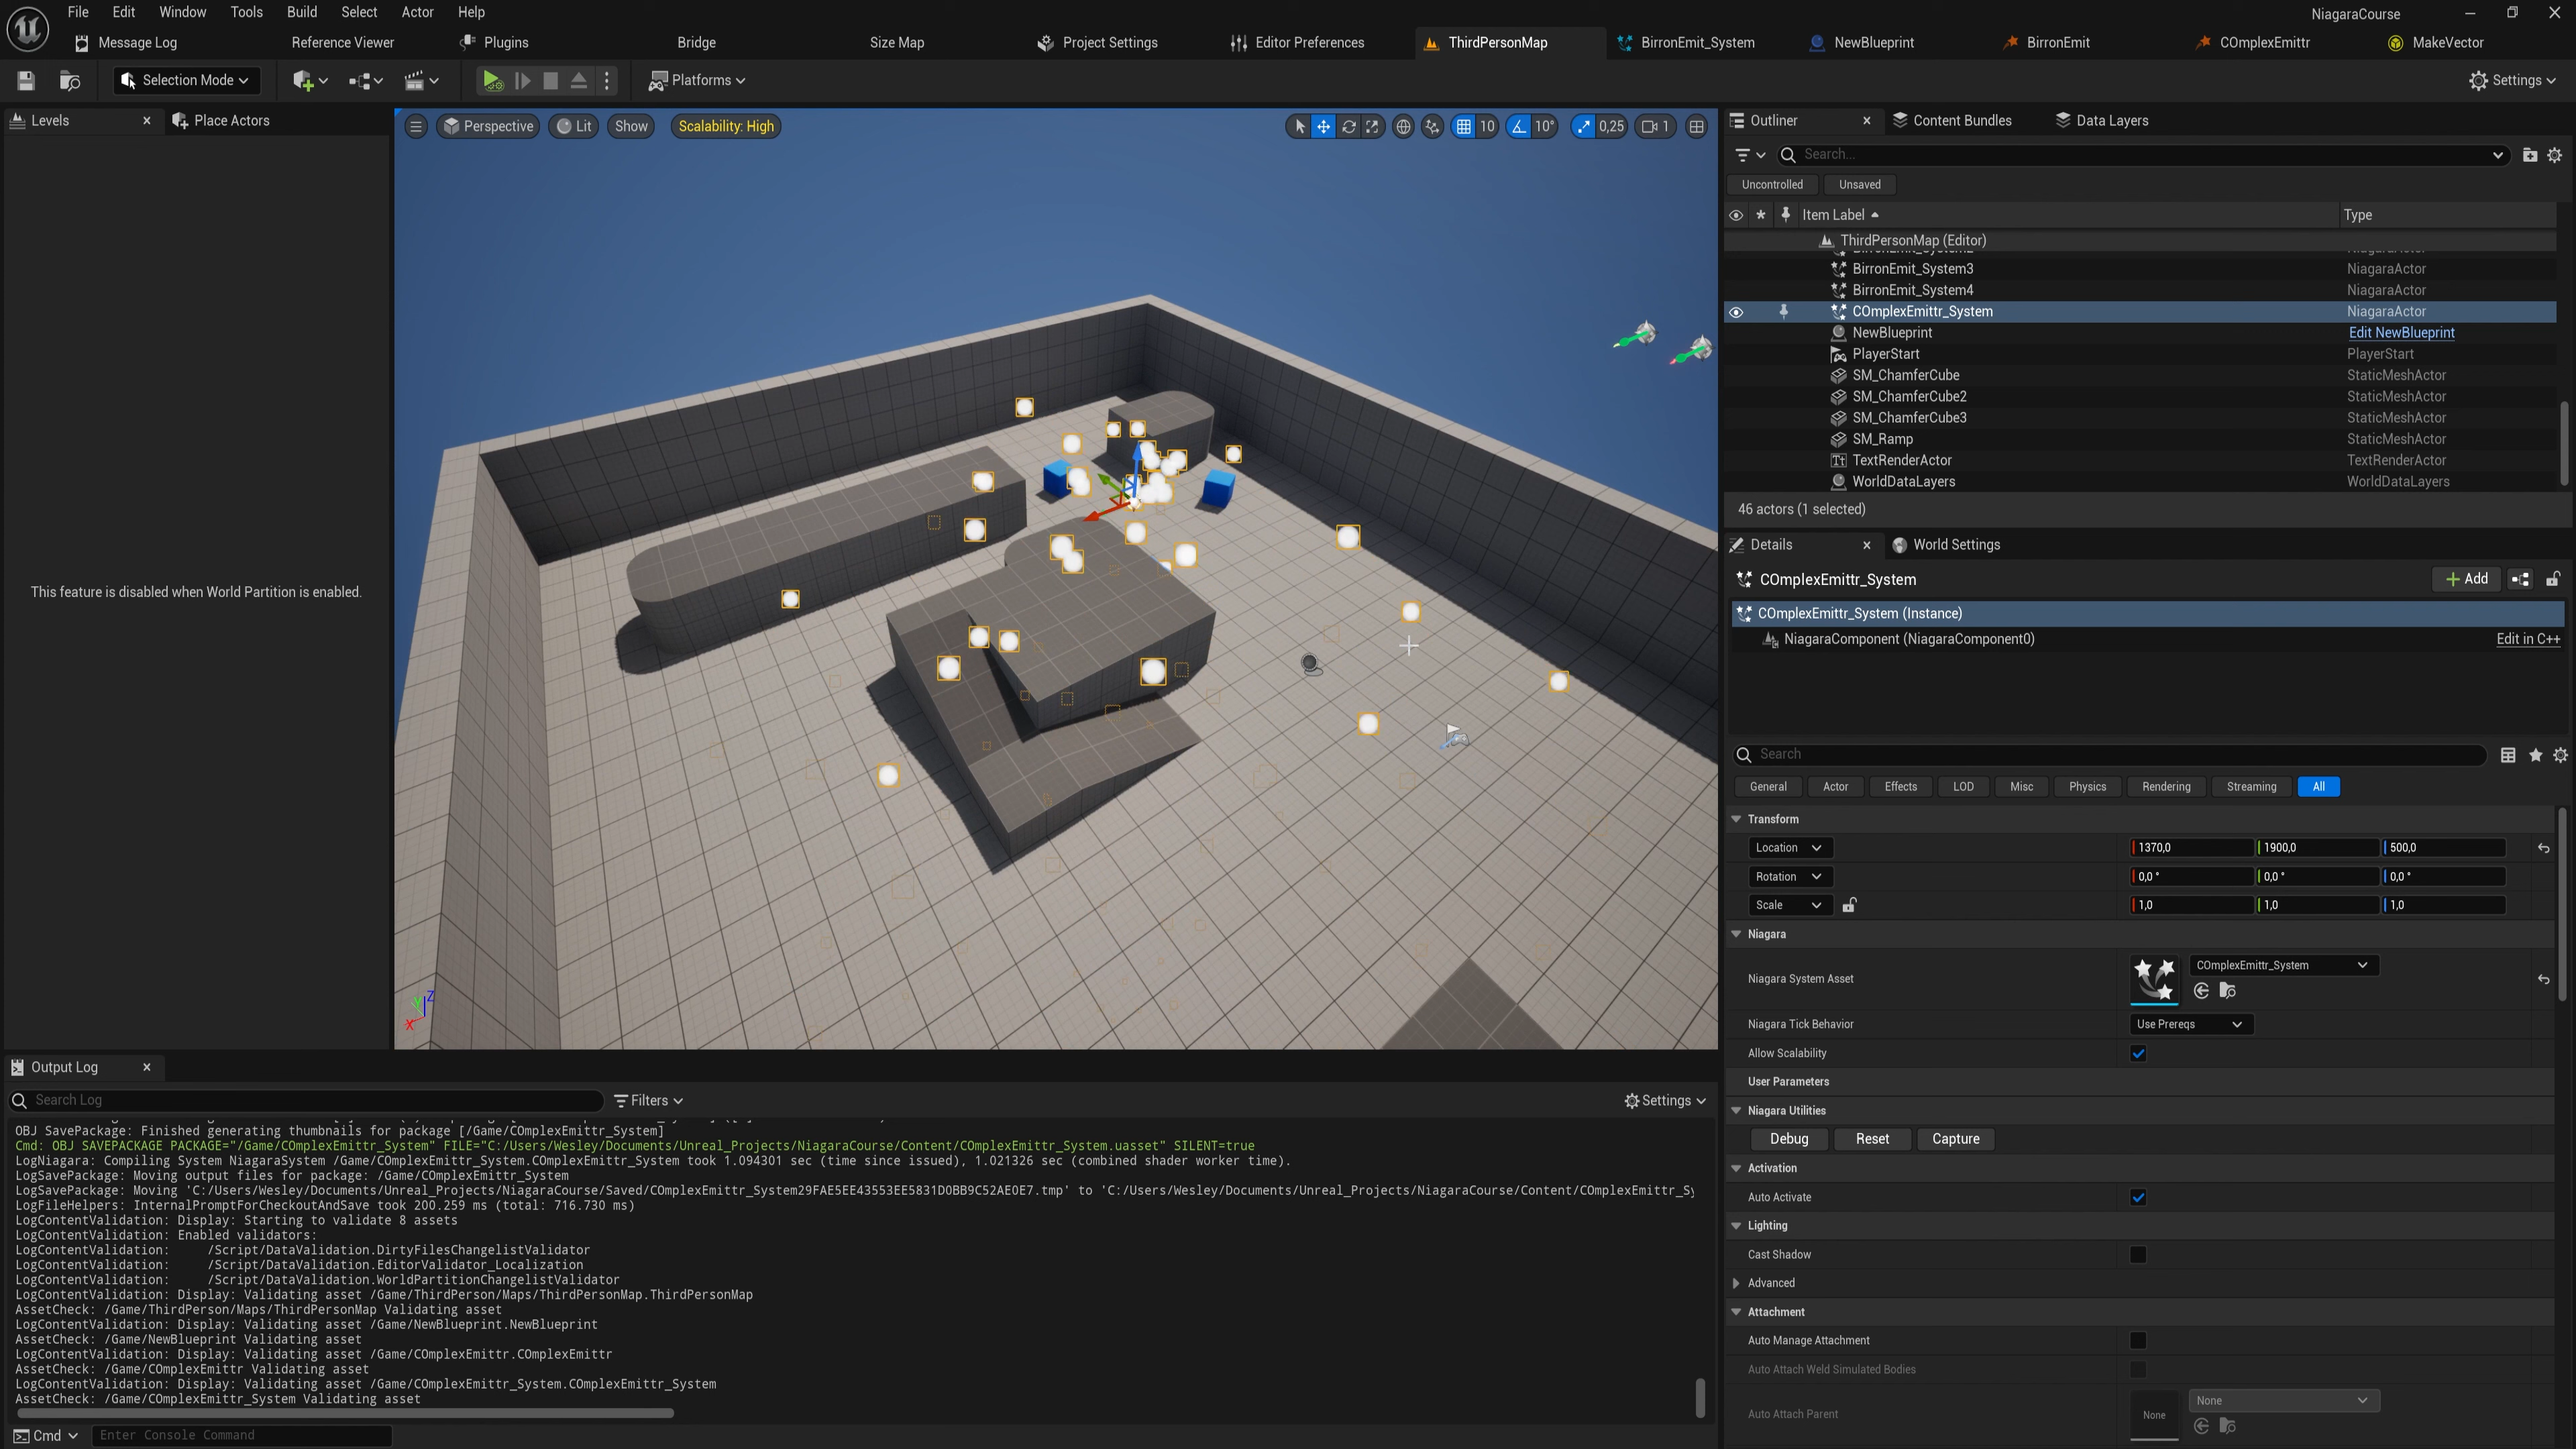 File Edit Window Tools Build Select Actor Help
NiagaraCourse
Message Log Reference Viewer Plugins Bridge Size Map Project Settings Editor Preferences ThirdPersonMap BirronEmit_System NewBlueprint BirronEmit COmplexEmittr MakeVector
Selection Mode Platforms Settings
Levels Place Actors
This feature is disabled when World Partition is enabled.
Perspective Lit Show Scalability: High 10 10° 0,25 1
Z
Y
X
Outliner Content Bundles Data Layers
Search...
Uncontrolled Unsaved
Item Label Type
ThirdPersonMap (Editor)
BirronEmit_System3 NiagaraActor
BirronEmit_System4 NiagaraActor
COmplexEmittr_System NiagaraActor
NewBlueprint Edit NewBlueprint
PlayerStart PlayerStart
SM_ChamferCube StaticMeshActor
SM_ChamferCube2 StaticMeshActor
SM_ChamferCube3 StaticMeshActor
SM_Ramp StaticMeshActor
TextRenderActor TextRenderActor
WorldDataLayers WorldDataLayers
46 actors (1 selected)
Details World Settings
COmplexEmittr_System Add
COmplexEmittr_System (Instance)
NiagaraComponent (NiagaraComponent0) Edit in C++
Search
General Actor Effects LOD Misc Physics Rendering Streaming All
Transform
Location 1370,0 1900,0 500,0
Rotation 0,0 ° 0,0 ° 0,0 °
Scale 1,0 1,0 1,0
Niagara
Niagara System Asset COmplexEmittr_System
Niagara Tick Behavior Use Prereqs
Allow Scalability
User Parameters
Niagara Utilities
Debug Reset Capture
Activation
Auto Activate
Lighting
Cast Shadow
Advanced
Attachment
Auto Manage Attachment
Auto Attach Weld Simulated Bodies
Auto Attach Parent None None
Output Log
Search Log Filters Settings
OBJ SavePackage: Finished generating thumbnails for package [/Game/COmplexEmittr_System]
Cmd: OBJ SAVEPACKAGE PACKAGE="/Game/COmplexEmittr_System" FILE="C:/Users/Wesley/Documents/Unreal_Projects/NiagaraCourse/Content/COmplexEmittr_System.uasset" SILENT=true
LogNiagara: Compiling System NiagaraSystem /Game/COmplexEmittr_System.COmplexEmittr_System took 1.094301 sec (time since issued), 1.021326 sec (combined shader worker time).
LogSavePackage: Moving output files for package: /Game/COmplexEmittr_System
LogSavePackage: Moving 'C:/Users/Wesley/Documents/Unreal_Projects/NiagaraCourse/Saved/COmplexEmittr_System29FAE5EE43553EE5831D0BB9C52AE0E7.tmp' to 'C:/Users/Wesley/Documents/Unreal_Projects/NiagaraCourse/Content/COmplexEmittr_Sy
LogFileHelpers: InternalPromptForCheckoutAndSave took 200.259 ms (total: 716.730 ms)
LogContentValidation: Display: Starting to validate 8 assets
LogContentValidation: Enabled validators:
LogContentValidation: /Script/DataValidation.DirtyFilesChangelistValidator
LogContentValidation: /Script/DataValidation.EditorValidator_Localization
LogContentValidation: /Script/DataValidation.WorldPartitionChangelistValidator
LogContentValidation: Display: Validating asset /Game/ThirdPerson/Maps/ThirdPersonMap.ThirdPersonMap
AssetCheck: /Game/ThirdPerson/Maps/ThirdPersonMap Validating asset
LogContentValidation: Display: Validating asset /Game/NewBlueprint.NewBlueprint
AssetCheck: /Game/NewBlueprint Validating asset
LogContentValidation: Display: Validating asset /Game/COmplexEmittr.COmplexEmittr
AssetCheck: /Game/COmplexEmittr Validating asset
LogContentValidation: Display: Validating asset /Game/COmplexEmittr_System.COmplexEmittr_System
AssetCheck: /Game/COmplexEmittr_System Validating asset
Cmd Enter Console Command